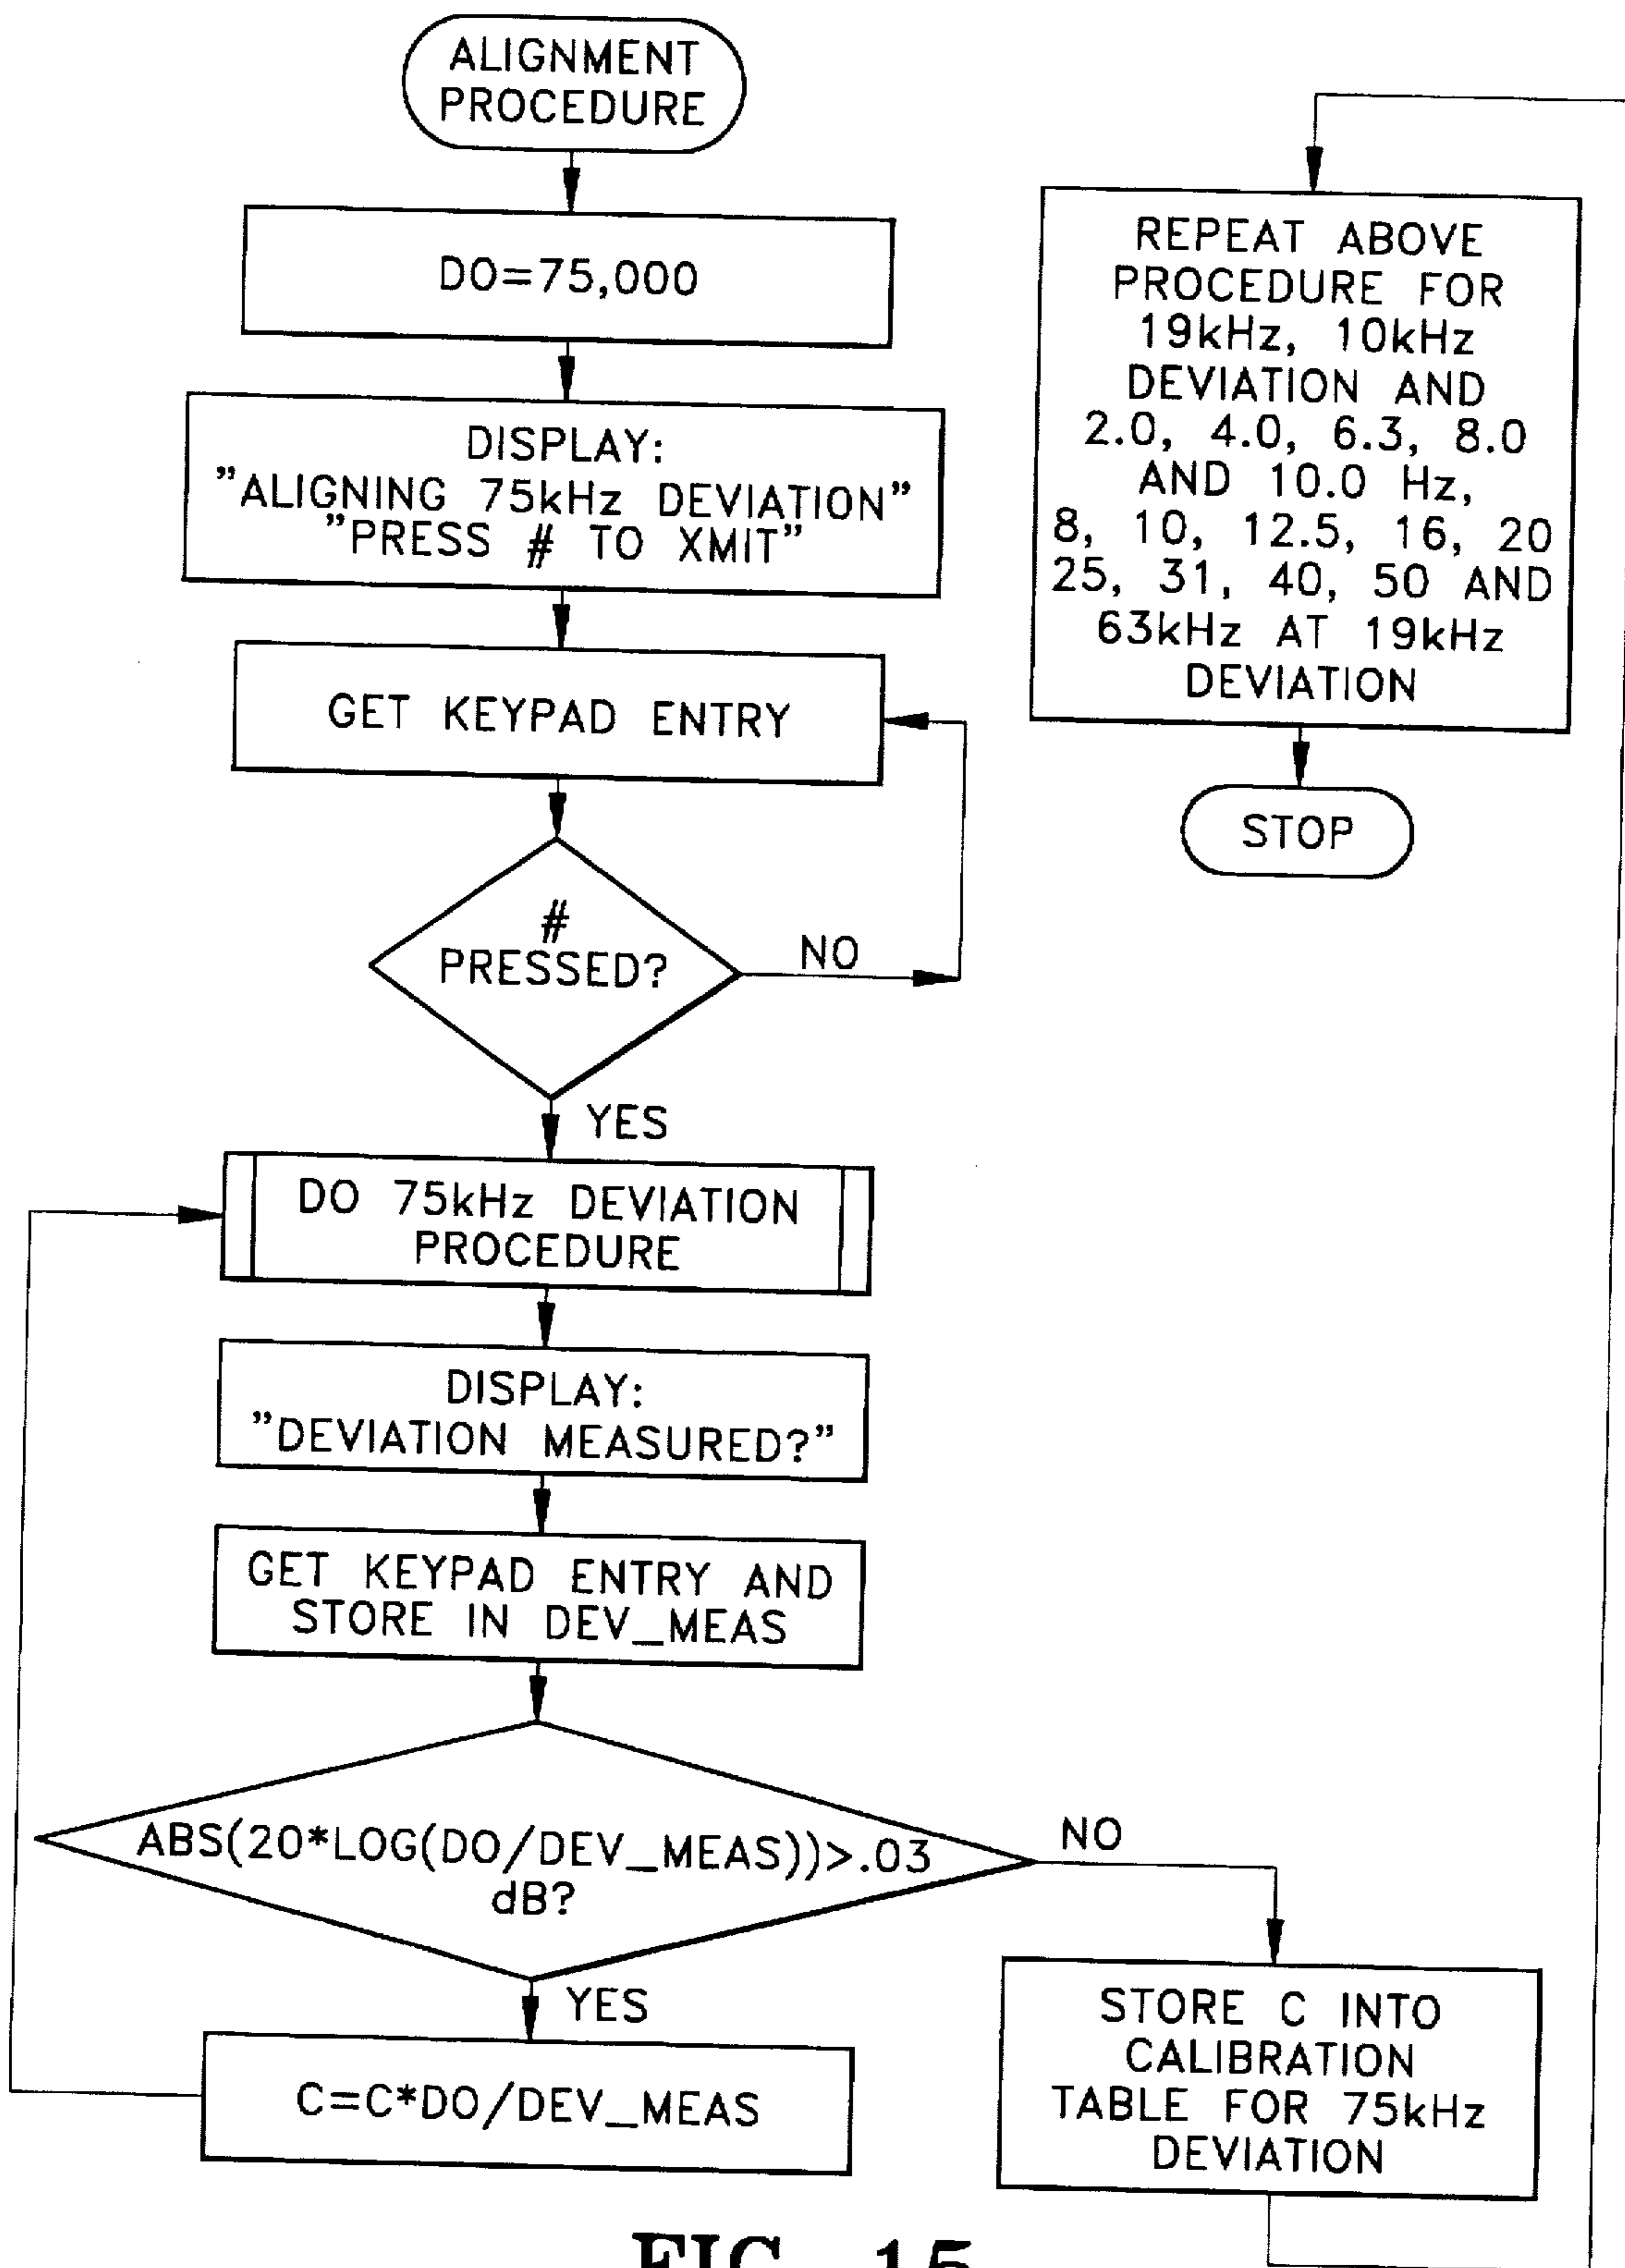 ALIGNMENT
PROCEDURE
DO=75,000
DISPLAY:
"ALIGNING 75kHz DEVIATION"
"PRESS # TO XMIT"
GET KEYPAD ENTRY
#
PRESSED?
NO
YES
DO 75kHz DEVIATION
PROCEDURE
DISPLAY:
"DEVIATION MEASURED?"
GET KEYPAD ENTRY AND
STORE IN DEV_MEAS
ABS(20*LOG(DO/DEV_MEAS))>.03
dB?
NO
YES
C=C*DO/DEV_MEAS
STORE C INTO
CALIBRATION
TABLE FOR 75kHz
DEVIATION
REPEAT ABOVE
PROCEDURE FOR
19kHz, 10kHz
DEVIATION AND
2.0, 4.0, 6.3, 8.0
AND 10.0 Hz,
8, 10, 12.5, 16, 20
25, 31, 40, 50 AND
63kHz AT 19kHz
DEVIATION
STOP
FIG. 15